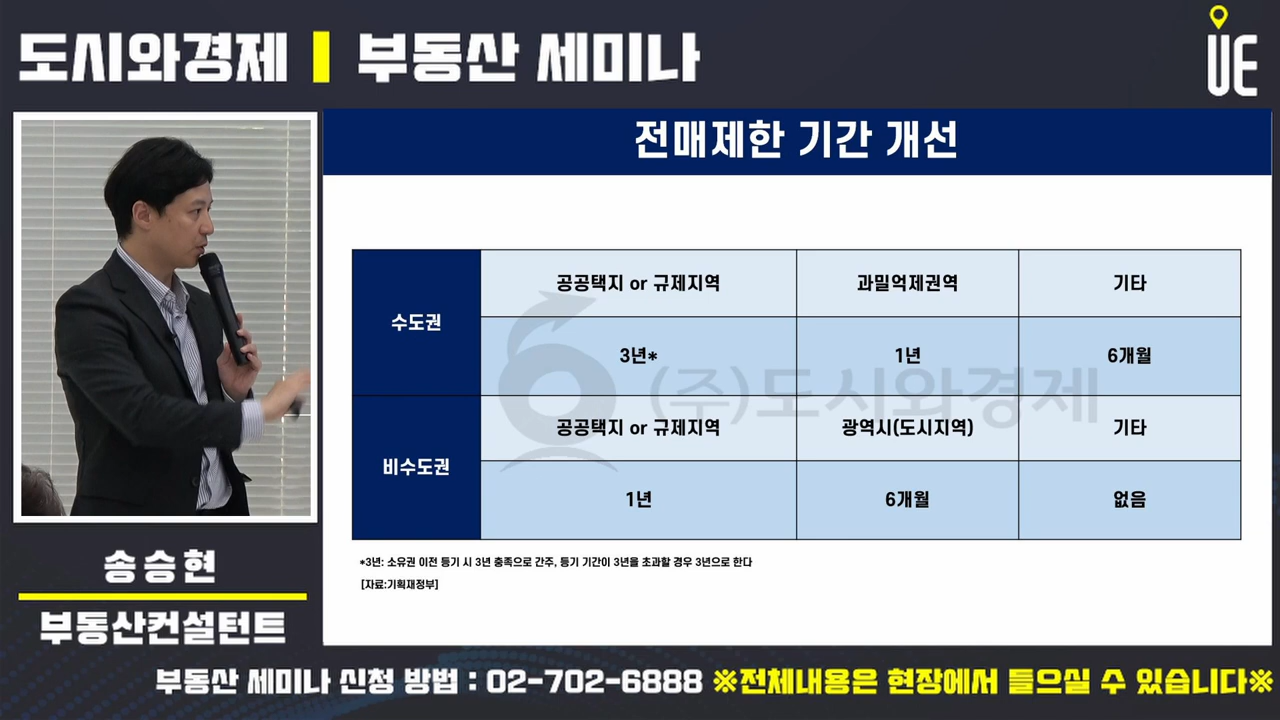 도시와경제 | 부동산 세미나
UE
전매제한 기간 개선
수도권
공공택지 or 규제지역 과밀억제권역 기타
3년* 1년 6개월
비수도권
공공택지 or 규제지역 광역시(도시지역) 기타
1년 6개월 없음
(주)도시와경제
*3년: 소유권 이전 등기 시 3년 충족으로 간주, 등기 기간이 3년을 초과할 경우 3년으로 한다
[자료:기획재정부]
송승현
부동산컨설턴트
부동산 세미나 신청 방법 : 02-702-6888 ※전체내용은 현장에서 들으실 수 있습니다※